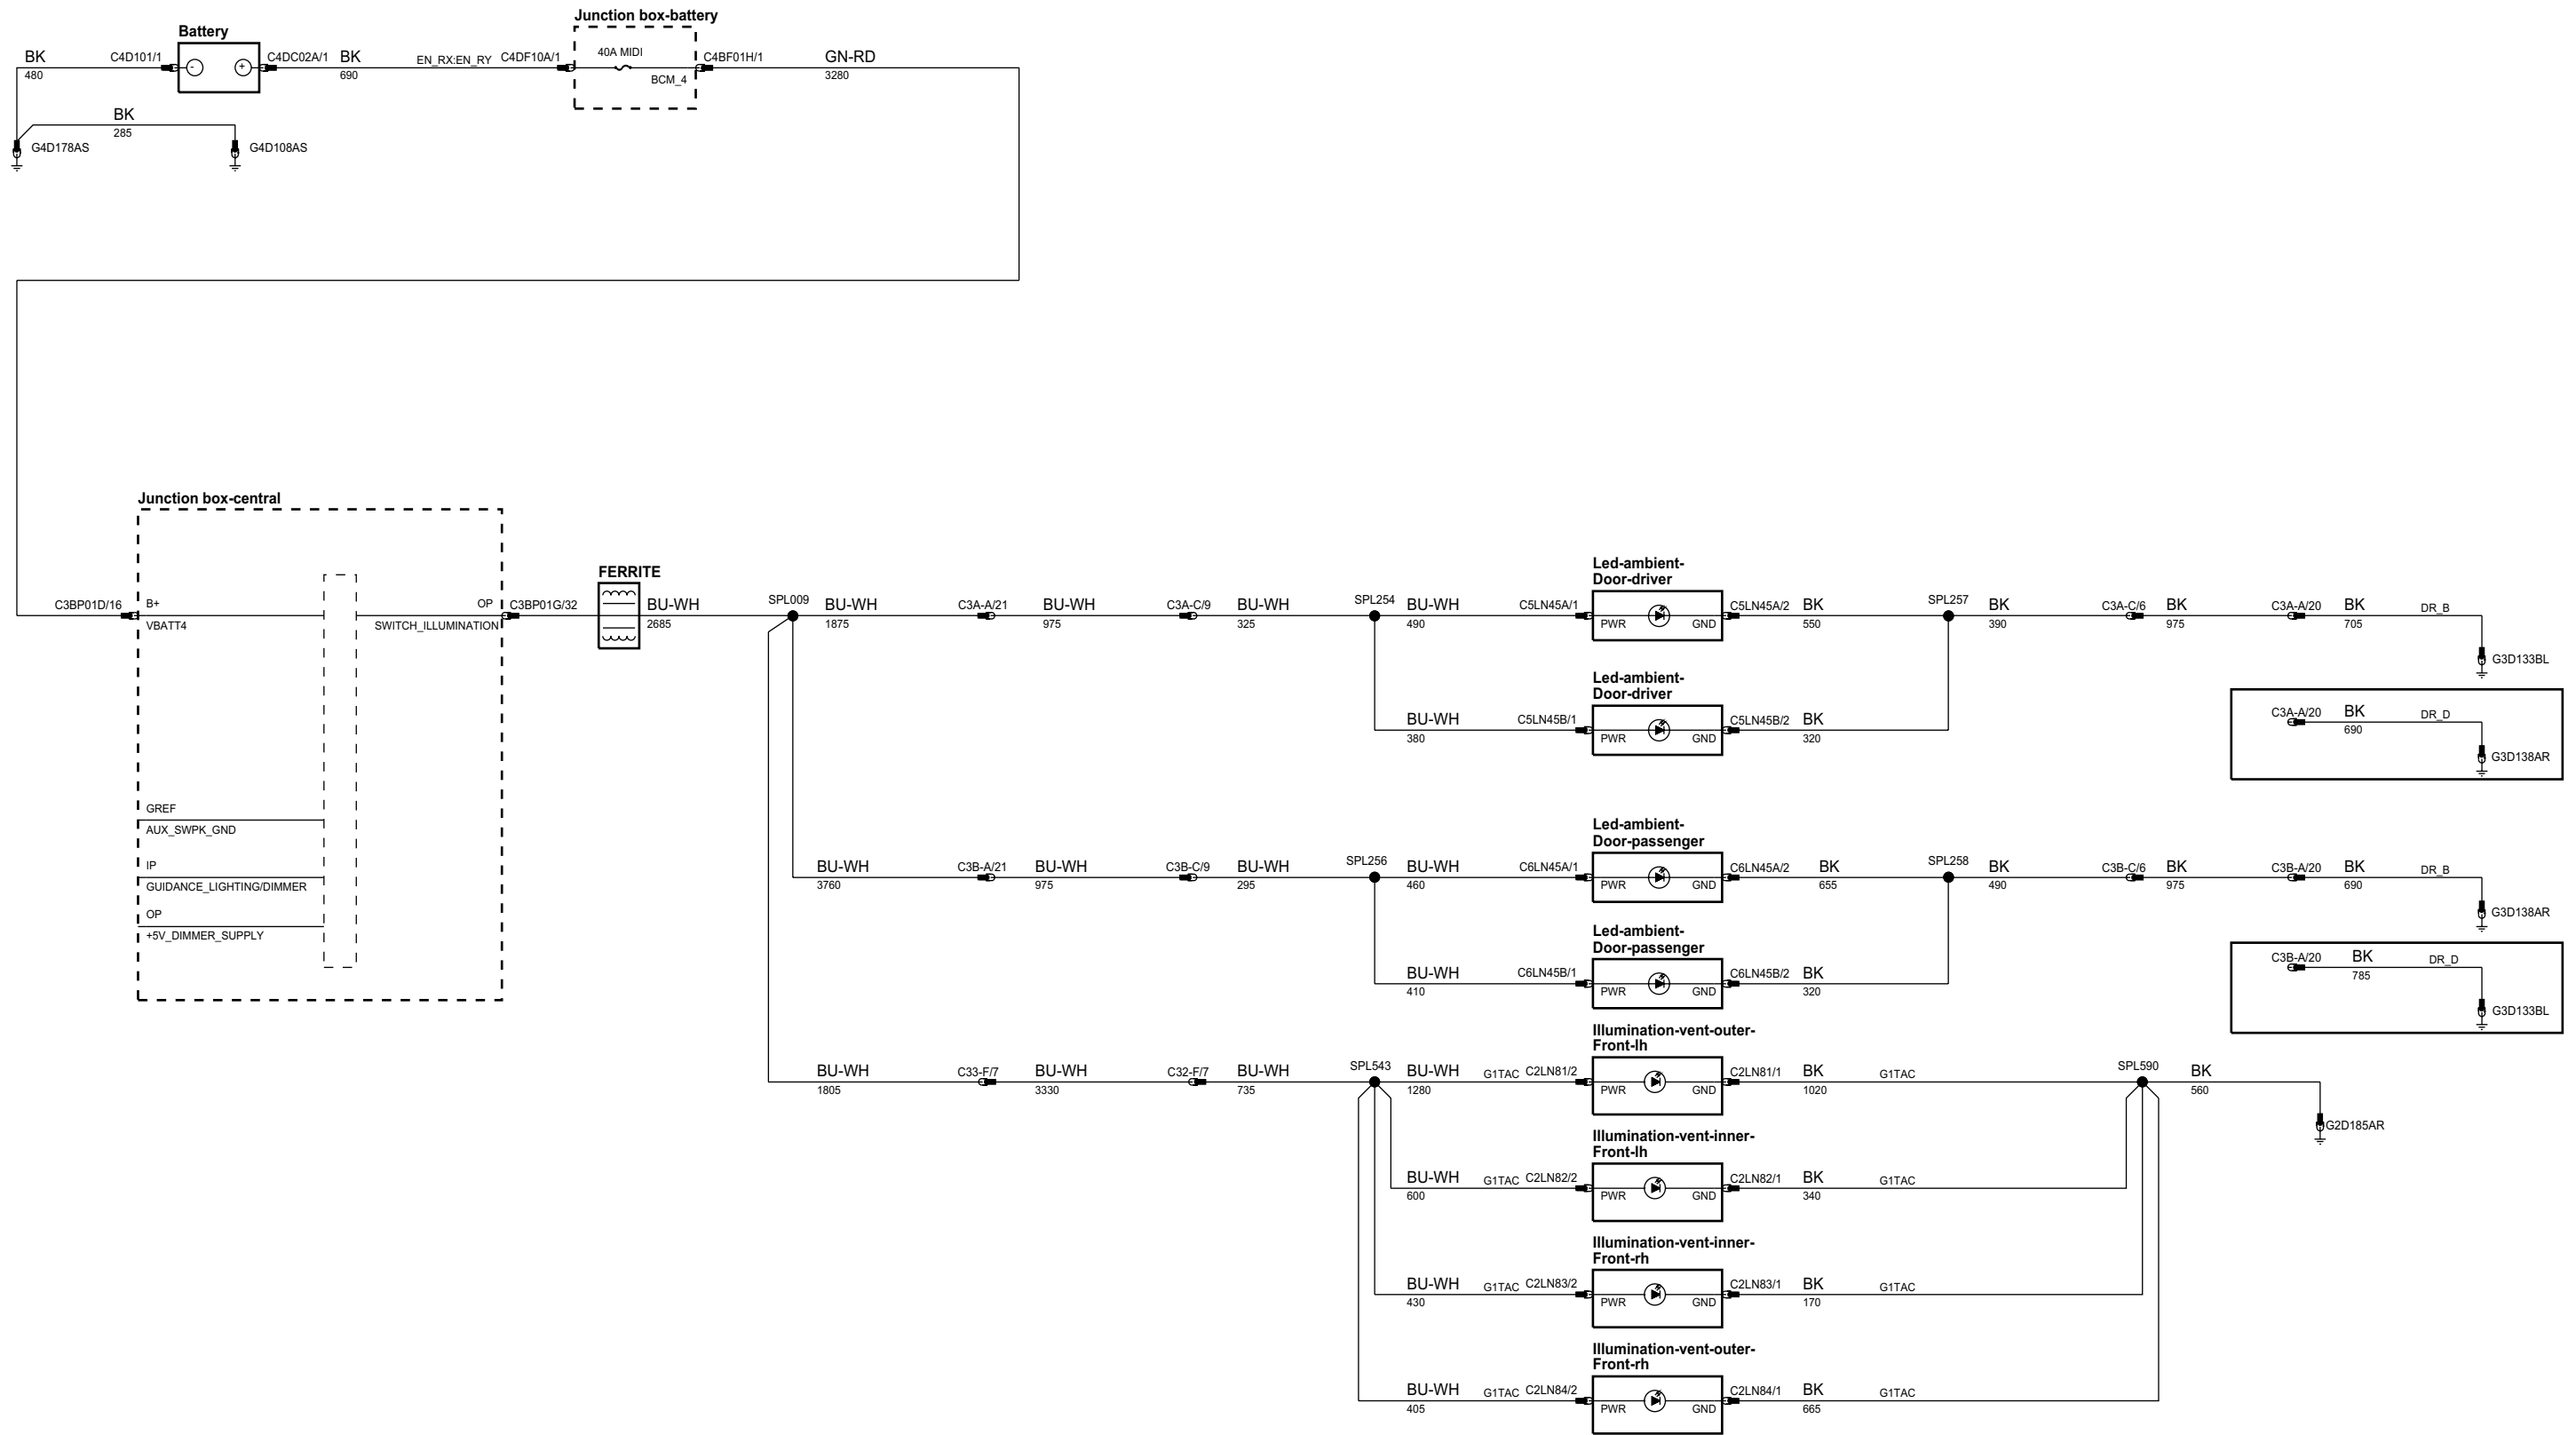 Junction box-battery
Battery
BK
480
C4D101/1
-
+
C4DC02A/1
BK
690
EN_RX:EN_RY
C4DF10A/1
40A MIDI
BCM_4
C4BF01H/1
GN-RD
3280
BK
285
G4D178AS
G4D108AS
Junction box-central
C3BP01D/16
B+
VBATT4
OP
SWITCH_ILLUMINATION
C3BP01G/32
GREF
AUX_SWPK_GND
IP
GUIDANCE_LIGHTING/DIMMER
OP
+5V_DIMMER_SUPPLY
FERRITE
BU-WH
2685
SPL009
BU-WH
1875
C3A-A/21
BU-WH
975
C3A-C/9
BU-WH
325
SPL254
BU-WH
490
C5LN45A/1
Led-ambient-
Door-driver
PWR
GND
C5LN45A/2
BK
550
SPL257
BK
390
C3A-C/6
BK
975
C3A-A/20
BK
705
DR_B
G3D133BL
BU-WH
380
C5LN45B/1
Led-ambient-
Door-driver
PWR
GND
C5LN45B/2
BK
320
C3A-A/20
BK
690
DR_D
G3D138AR
BU-WH
3760
C3B-A/21
BU-WH
975
C3B-C/9
BU-WH
295
SPL256
BU-WH
460
C6LN45A/1
Led-ambient-
Door-passenger
PWR
GND
C6LN45A/2
BK
655
SPL258
BK
490
C3B-C/6
BK
975
C3B-A/20
BK
690
DR_B
G3D138AR
BU-WH
410
C6LN45B/1
Led-ambient-
Door-passenger
PWR
GND
C6LN45B/2
BK
320
C3B-A/20
BK
785
DR_D
G3D133BL
BU-WH
1805
C33-F/7
BU-WH
3330
C32-F/7
BU-WH
735
SPL543
BU-WH
1280
G1TAC
C2LN81/2
Illumination-vent-outer-
Front-lh
PWR
GND
C2LN81/1
BK
1020
G1TAC
SPL590
BK
560
G2D185AR
BU-WH
600
G1TAC
C2LN82/2
Illumination-vent-inner-
Front-lh
PWR
GND
C2LN82/1
BK
340
G1TAC
BU-WH
430
G1TAC
C2LN83/2
Illumination-vent-inner-
Front-rh
PWR
GND
C2LN83/1
BK
170
G1TAC
BU-WH
405
G1TAC
C2LN84/2
Illumination-vent-outer-
Front-rh
PWR
GND
C2LN84/1
BK
665
G1TAC